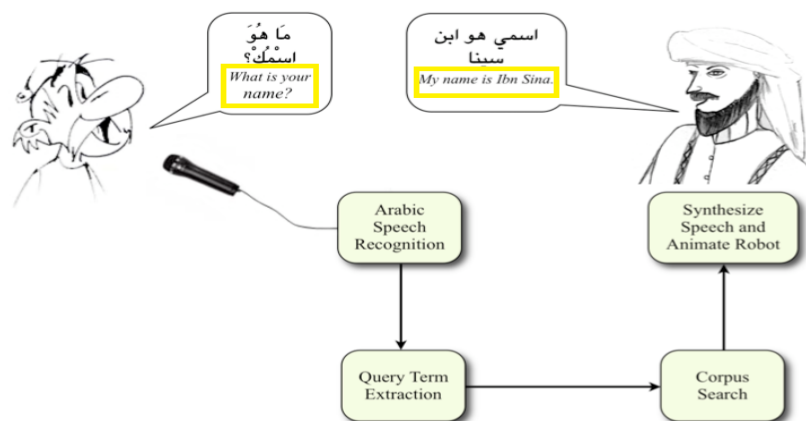 مَا هُوَ
اسْمُكْ؟
What is your
name?
اسمي هو ابن
سينا
My name is Ibn Sina.
Arabic
Speech
Recognition
Synthesize
Speech and
Animate Robot
Query Term
Extraction
Corpus
Search